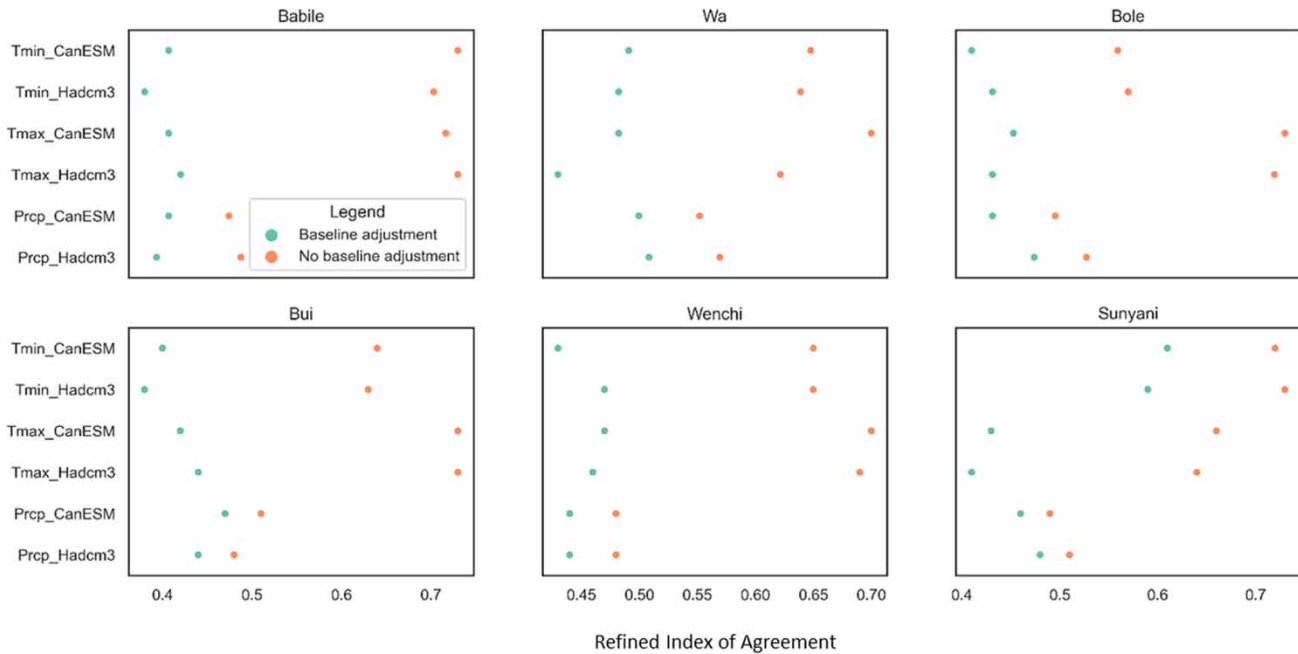 Babile
Wa
Bole
Tmin_CanESM
Tmin_Hadcm3
Tmax_CanESM
Tmax_Hadcm3
Prcp_CanESM
Prcp_Hadcm3
Legend
Baseline adjustment
No baseline adjustment
Bui
Wenchi
Sunyani
Tmin_CanESM
Tmin_Hadcm3
Tmax_CanESM
Tmax_Hadcm3
Prcp_CanESM
Prcp_Hadcm3
0.4 0.5 0.6 0.7
0.45 0.50 0.55 0.60 0.65 0.70
0.4 0.5 0.6 0.7
Refined Index of Agreement